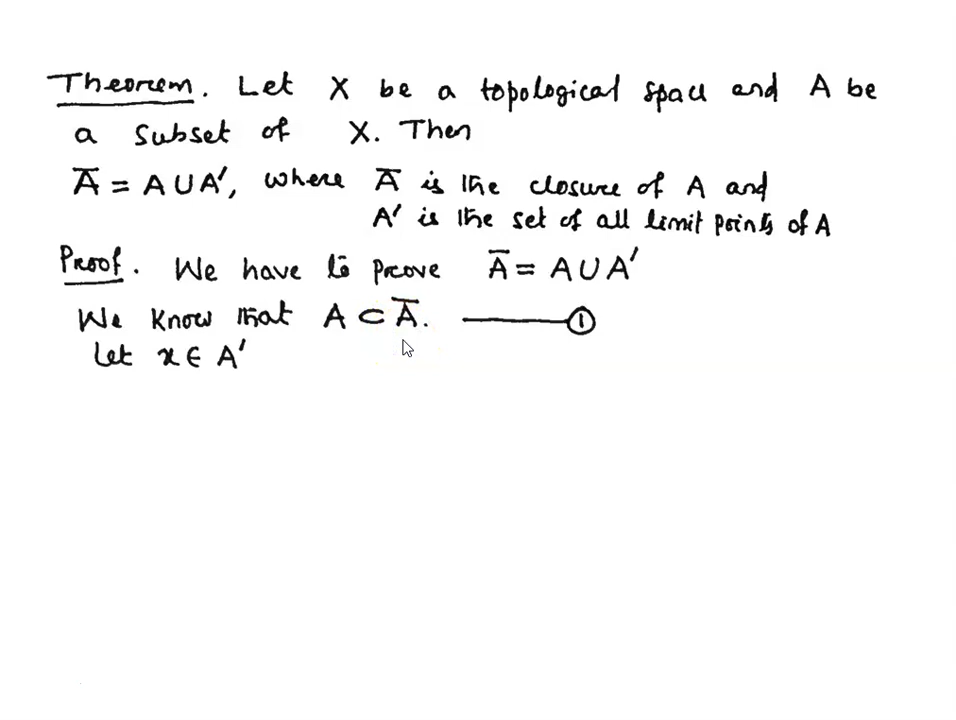 Theorem. Let X be a topological space and A be
a subset of X. Then
A̅ = A ∪ A′, where A̅ is the closure of A and
A′ is the set of all limit points of A
Proof. We have to prove A̅ = A ∪ A′
We know that A ⊂ A̅. ———①
Let x ∈ A′